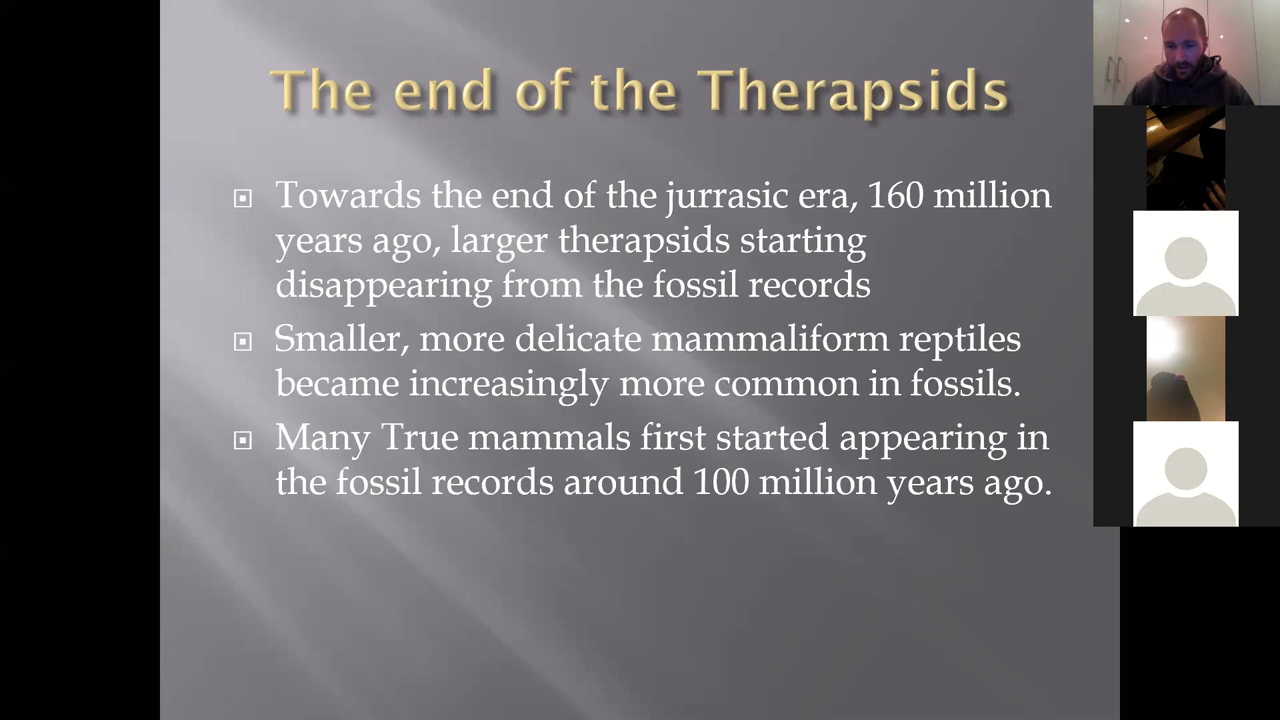 The end of the Therapsids
Towards the end of the jurrasic era, 160 million
years ago, larger therapsids starting
disappearing from the fossil records
Smaller, more delicate mammaliform reptiles
became increasingly more common in fossils.
Many True mammals first started appearing in
the fossil records around 100 million years ago.